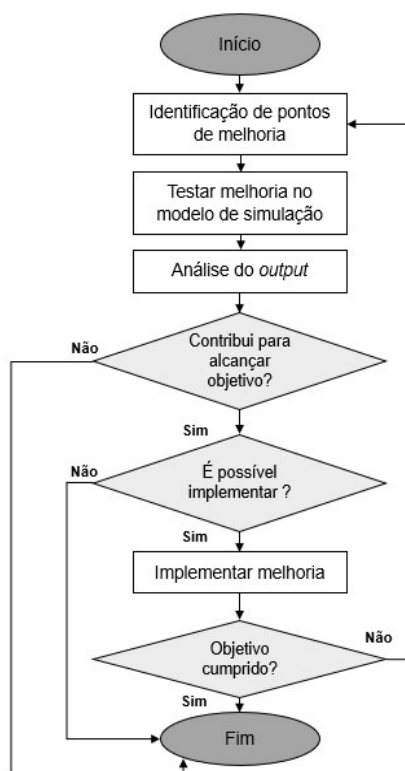 Início
Identificação de pontos
de melhoria
Testar melhoria no
modelo de simulação
Análise do output
Não
Contribui para
alcançar
objetivo?
Sim
Não
É possível
implementar ?
Sim
Implementar melhoria
Não
Objetivo
cumprido?
Sim
Fim